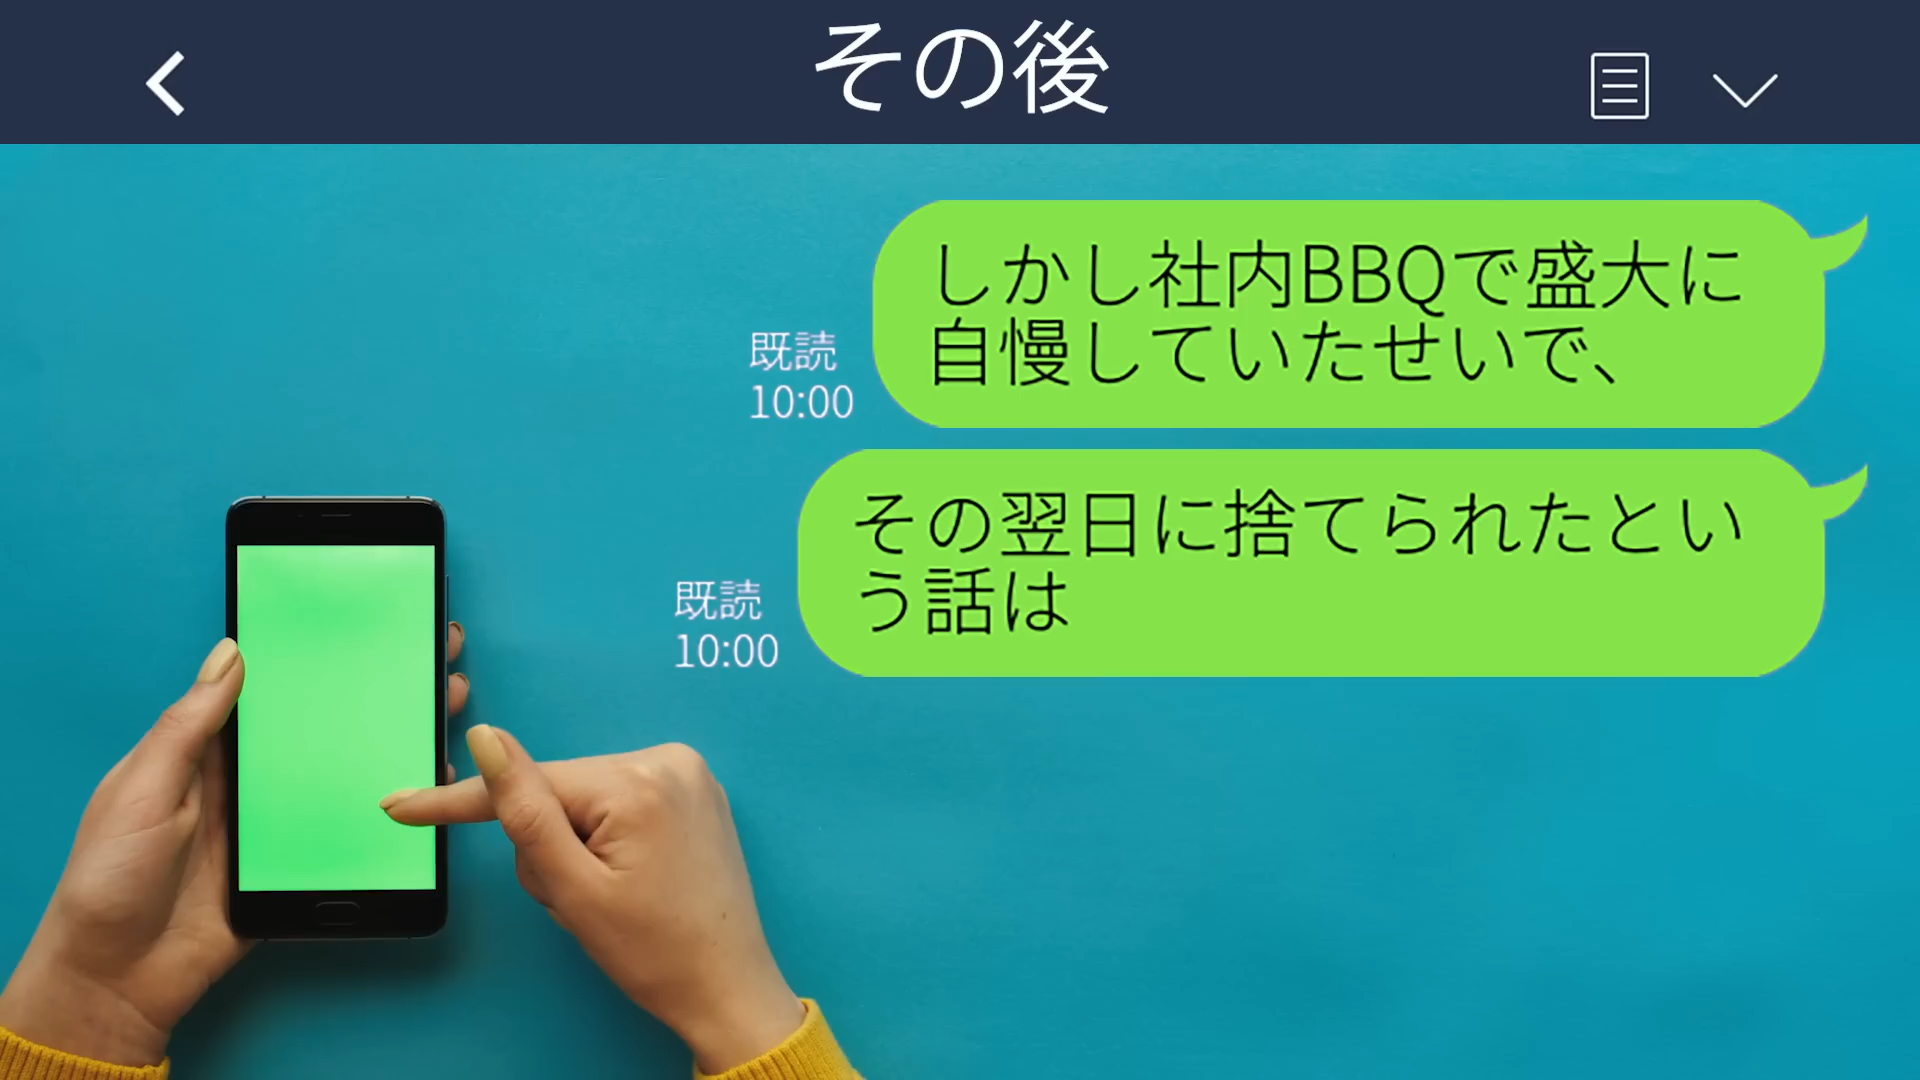 その後
しかし社内BBQで盛大に
自慢していたせいで、
既読
10:00
その翌日に捨てられたとい
う話は
既読
10:00